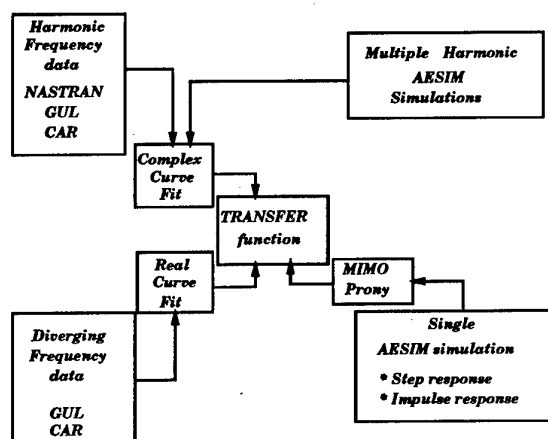 Harmonic
Frequency
data
NASTRAN
GUL
CAR
Multiple Harmonic
AESIM
Simulations
Complex
Curve
Fit
TRANSFER
function
Real
Curve
Fit
MIMO
Prony
Diverging
Frequency
data
GUL
CAR
Single
AESIM simulation
* Step response
* Impulse response